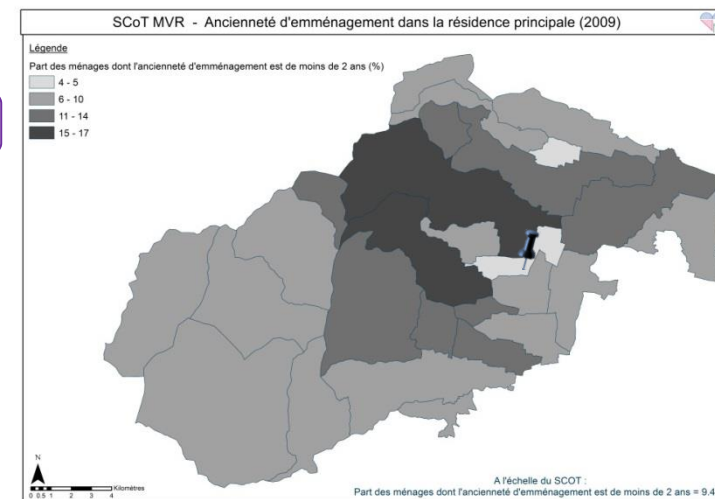 SCoT MVR - Ancienneté d'emménagement dans la résidence principale (2009)
Légende
Part des ménages dont l'ancienneté d'emménagement est de moins de 2 ans (%)
4 - 5
6 - 10
11 - 14
15 - 17
N
0 0.5 1 2 3 4 Kilomètres
A l'échelle du SCOT :
Part des ménages dont l'ancienneté d'emménagement est de moins de 2 ans = 9.4